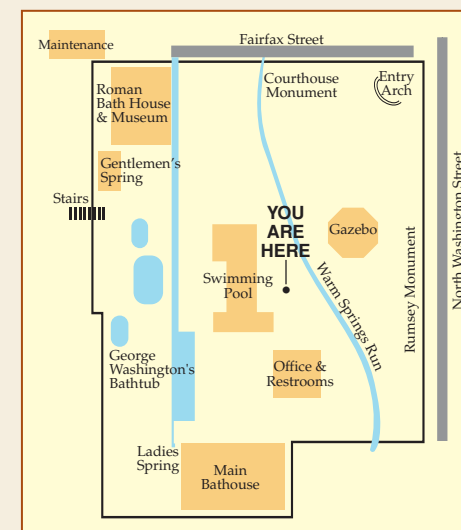 Fairfax Street
Maintenance
Roman
Bath House
& Museum
Courthouse
Monument
Entry
Arch
Gentlemen's
Spring
Stairs
YOU
ARE
HERE
Gazebo
North Washington Street
Rumsey Monument
Warm Springs Run
Swimming
Pool
George
Washington's
Bathtub
Office &
Restrooms
Ladies
Spring
Main
Bathouse